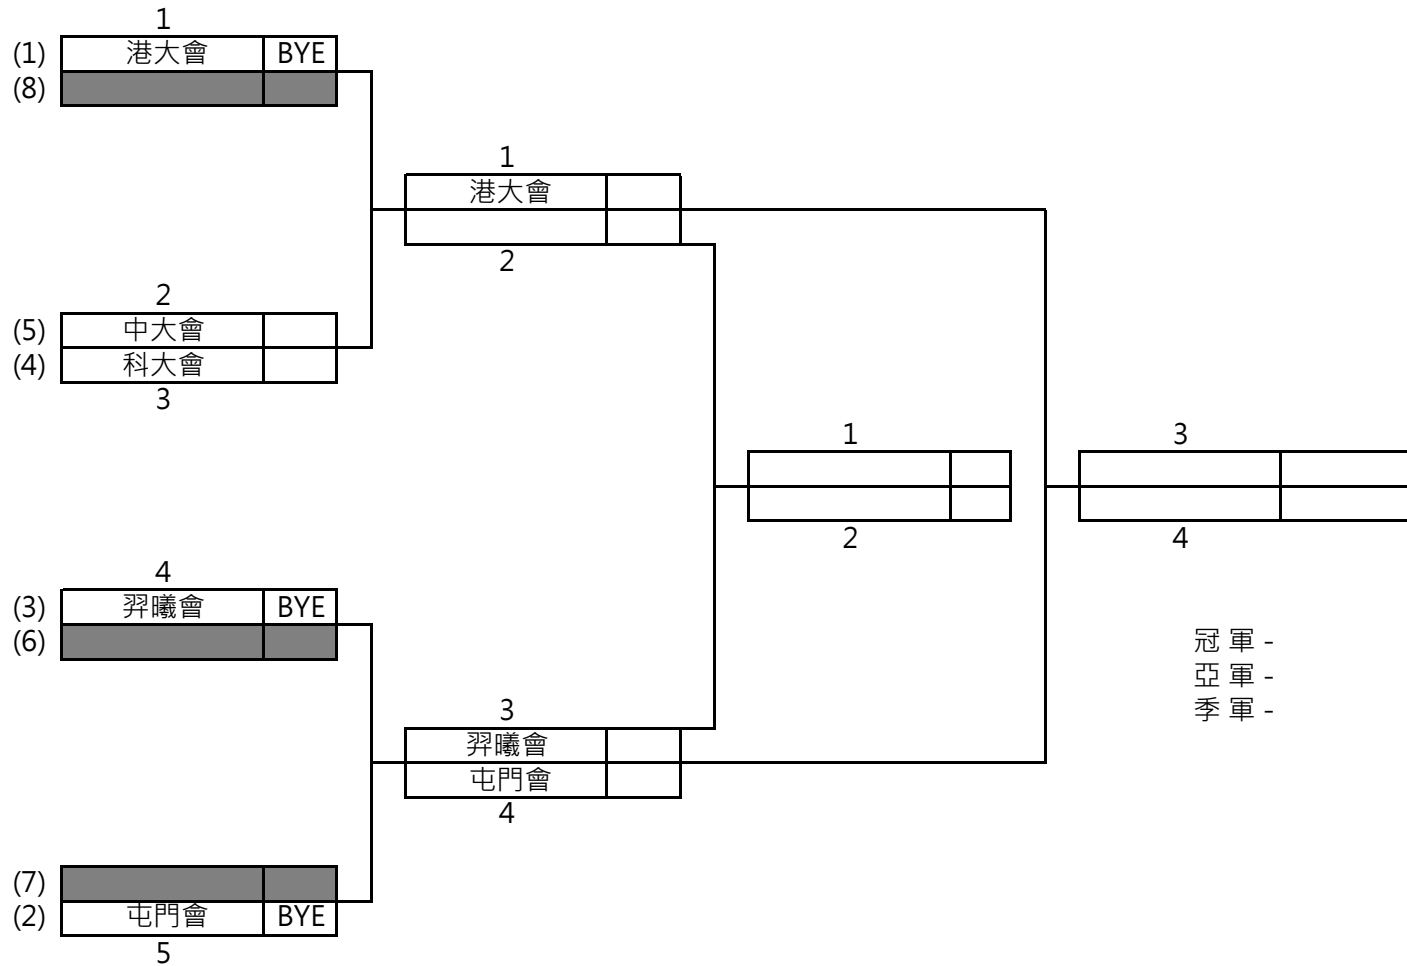 1
(1) 港大會 BYE
(8)
1
港大會
2
2
(5) 中大會
(4) 科大會
3
1
2
3
4
4
(3) 羿曦會 BYE
(6)
冠 軍 -
亞 軍 -
季 軍 -
3
羿曦會
屯門會
4
(7)
(2) 屯門會 BYE
5